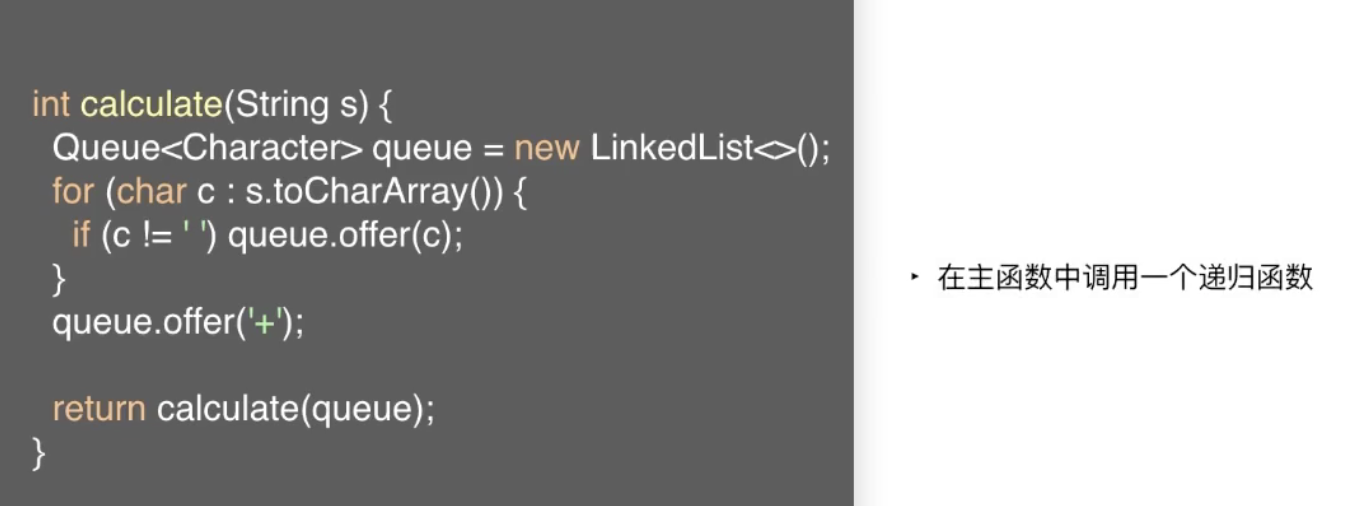 int calculate(String s) {
Queue<Character> queue = new LinkedList<>();
for (char c : s.toCharArray()) {
if (c != ' ') queue.offer(c);
}
queue.offer('+');
return calculate(queue);
}
‣ 在主函数中调用一个递归函数